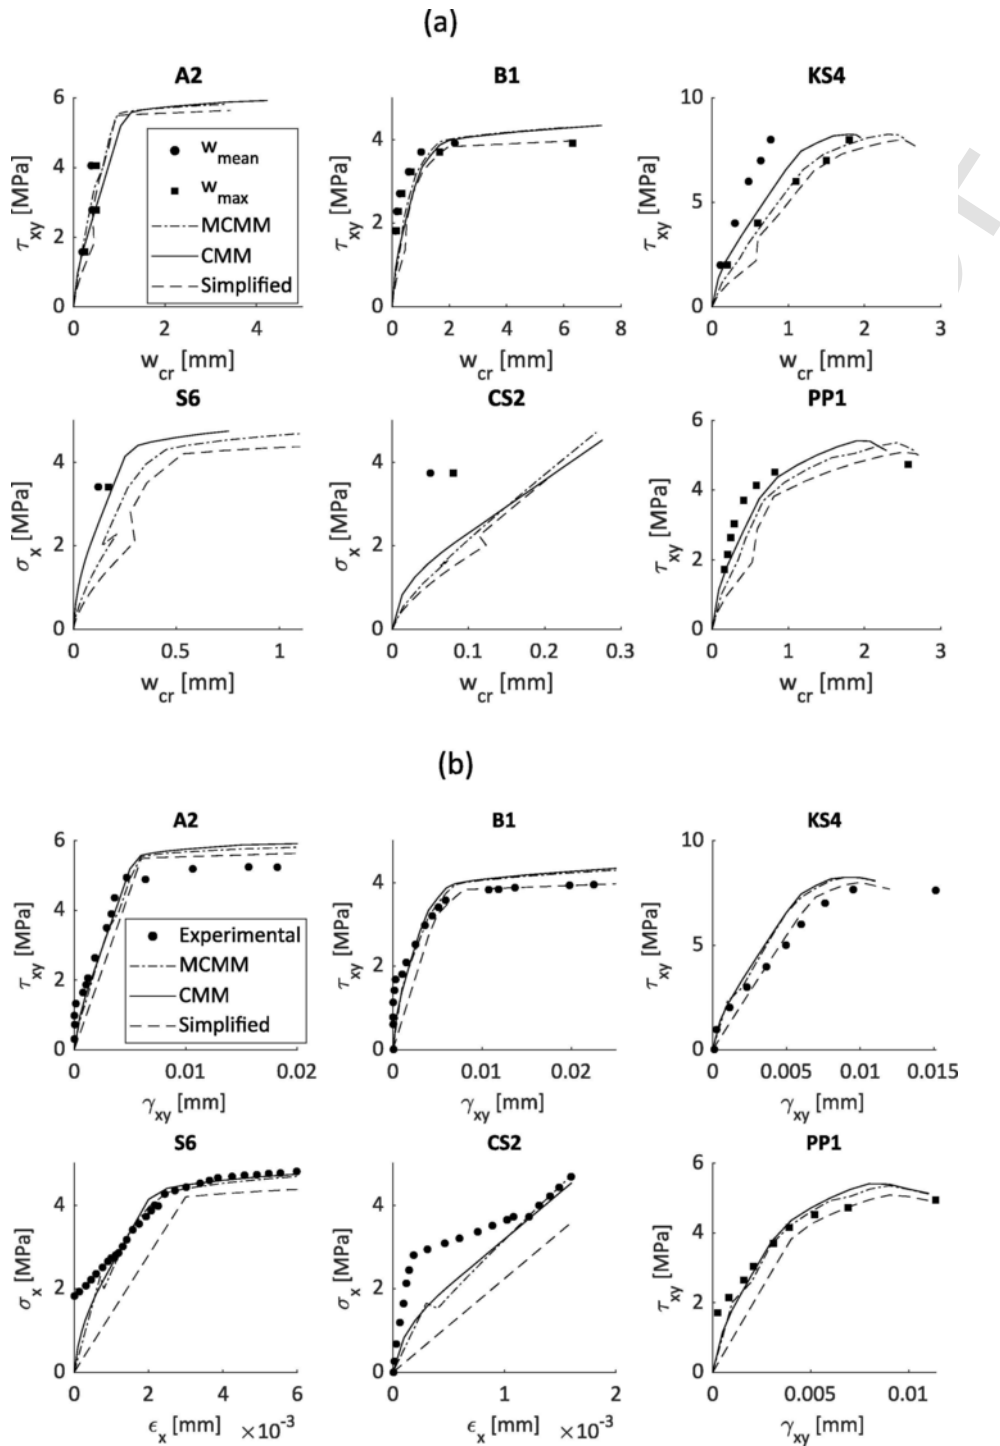 (a)
A2
B1
KS4
6
4
2
0
τxy [MPa]
wmean
wmax
MCMM
CMM
Simplified
0 2 4
wcr [mm]
4
2
0
τxy [MPa]
0 2 4 6 8
wcr [mm]
10
5
0
τxy [MPa]
0 1 2 3
wcr [mm]
S6
CS2
PP1
4
2
0
σx [MPa]
0 0.5 1
wcr [mm]
4
2
0
σx [MPa]
0 0.1 0.2 0.3
wcr [mm]
6
4
2
0
τxy [MPa]
0 1 2 3
wcr [mm]
(b)
A2
B1
KS4
6
4
2
0
τxy [MPa]
Experimental
MCMM
CMM
Simplified
0 0.01 0.02
γxy [mm]
4
2
0
τxy [MPa]
0 0.01 0.02
γxy [mm]
10
5
0
τxy [MPa]
0 0.005 0.01 0.015
γxy [mm]
S6
CS2
PP1
4
2
0
σx [MPa]
0 2 4 6
ϵx [mm] ×10-3
4
2
0
σx [MPa]
0 1 2
ϵx [mm] ×10-3
6
4
2
0
τxy [MPa]
0 0.005 0.01
γxy [mm]